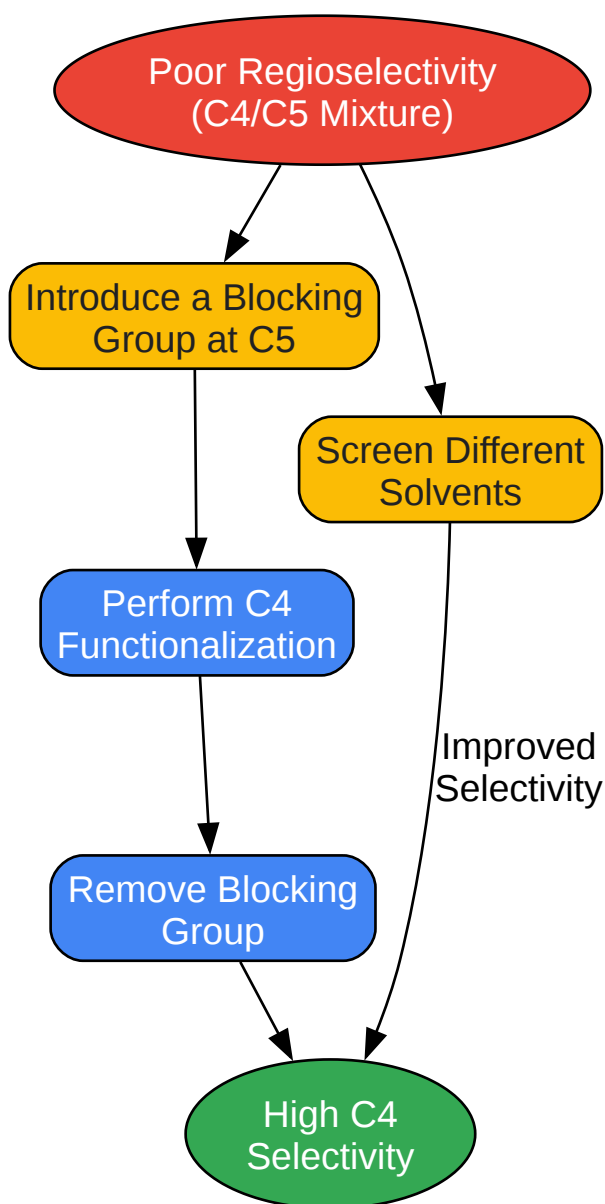 Poor Regioselectivity
(C4/C5 Mixture)
Introduce a Blocking
Group at C5
Screen Different
Solvents
Perform C4
Functionalization
Improved
Selectivity
Remove Blocking
Group
High C4
Selectivity